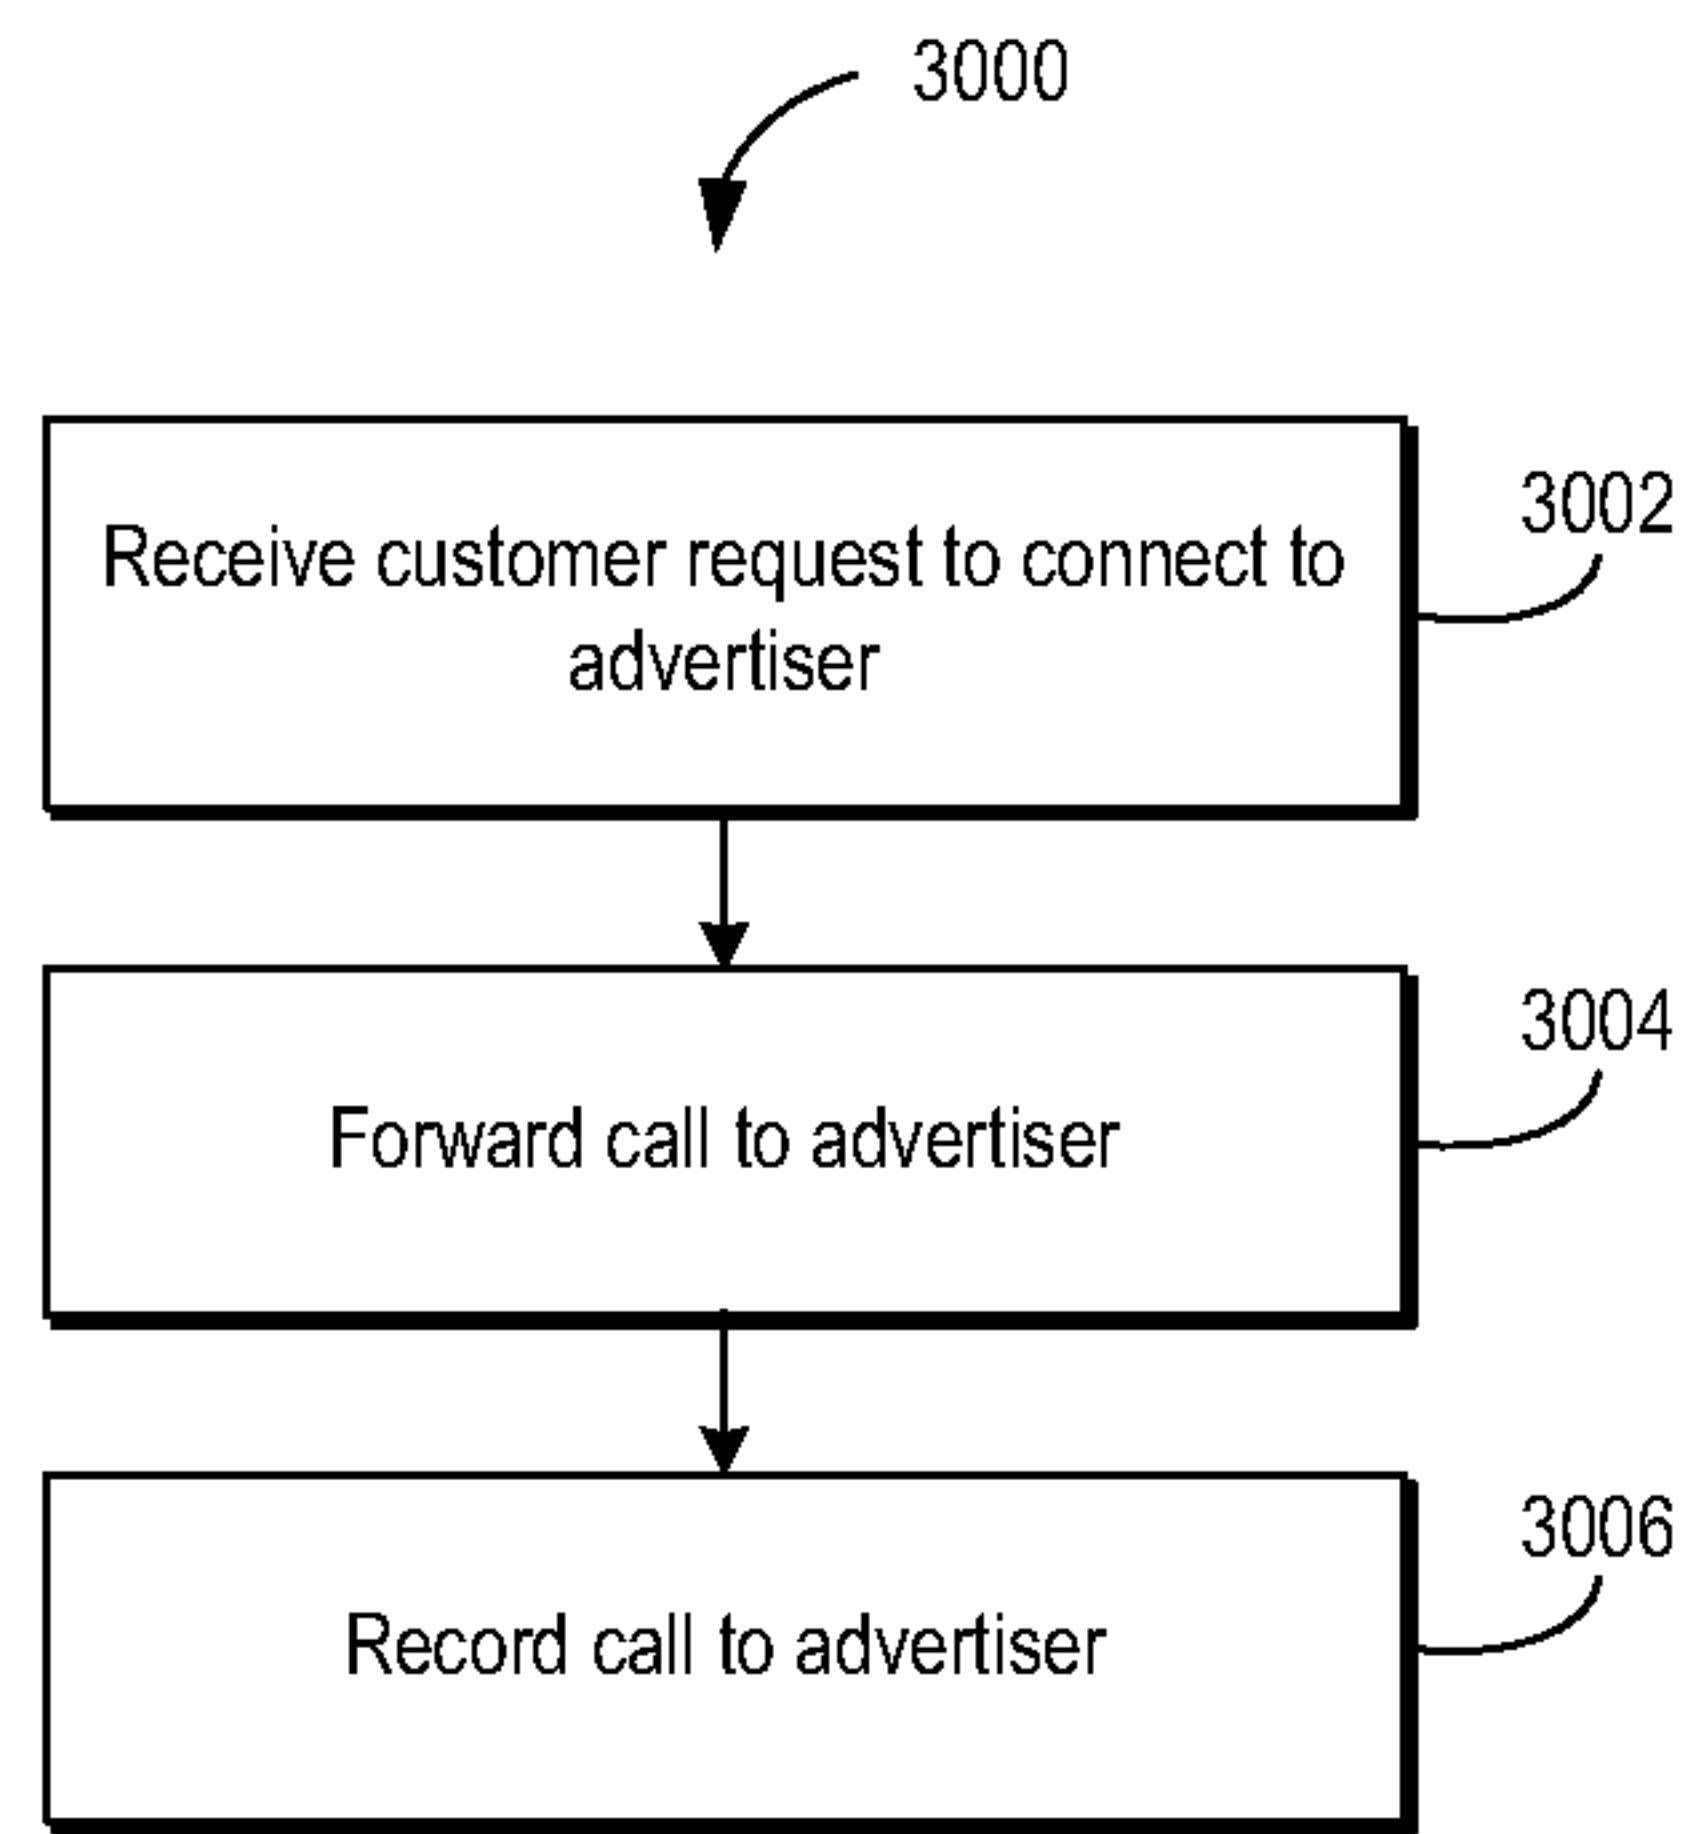 3000
Receive customer request to connect to
advertiser
3002
Forward call to advertiser
3004
Record call to advertiser
3006